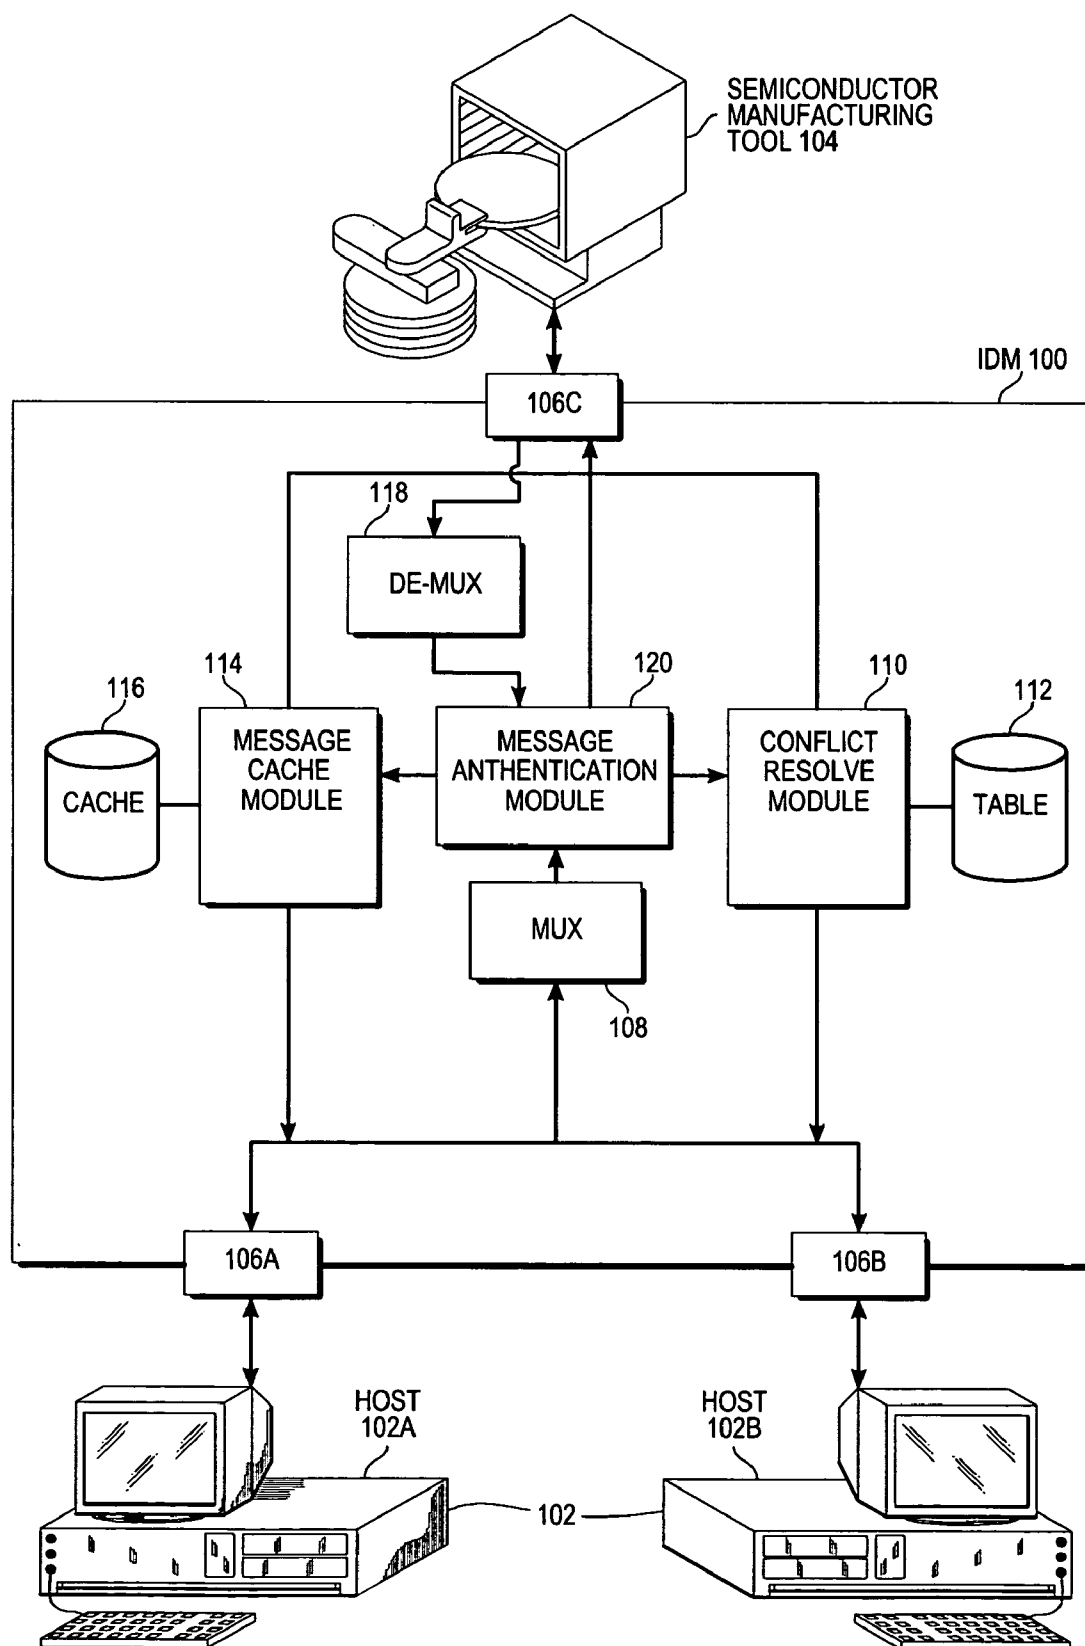 SEMICONDUCTOR
MANUFACTURING
TOOL 104
IDM 100
106C
118
DE-MUX
114
120
110
116
112
MESSAGE
CACHE
MODULE
MESSAGE
ANTHENTICATION
MODULE
CONFLICT
RESOLVE
MODULE
CACHE
TABLE
MUX
108
106A
106B
HOST
102A
HOST
102B
102